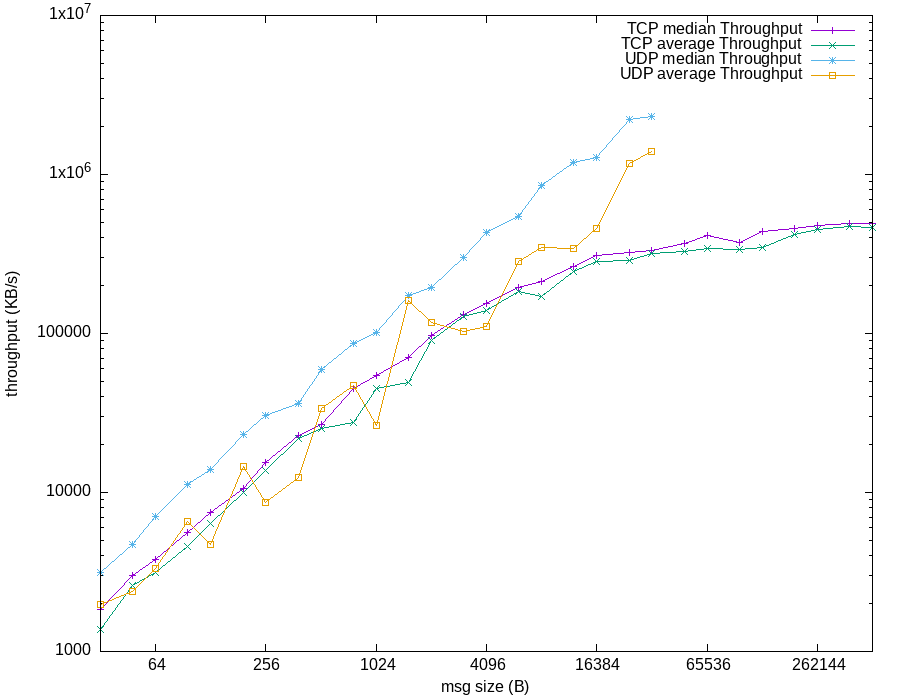 1x10^7
1x10^6
100000
10000
1000
throughput (KB/s)
TCP median Throughput
TCP average Throughput
UDP median Throughput
UDP average Throughput
64 256 1024 4096 16384 65536 262144
msg size (B)